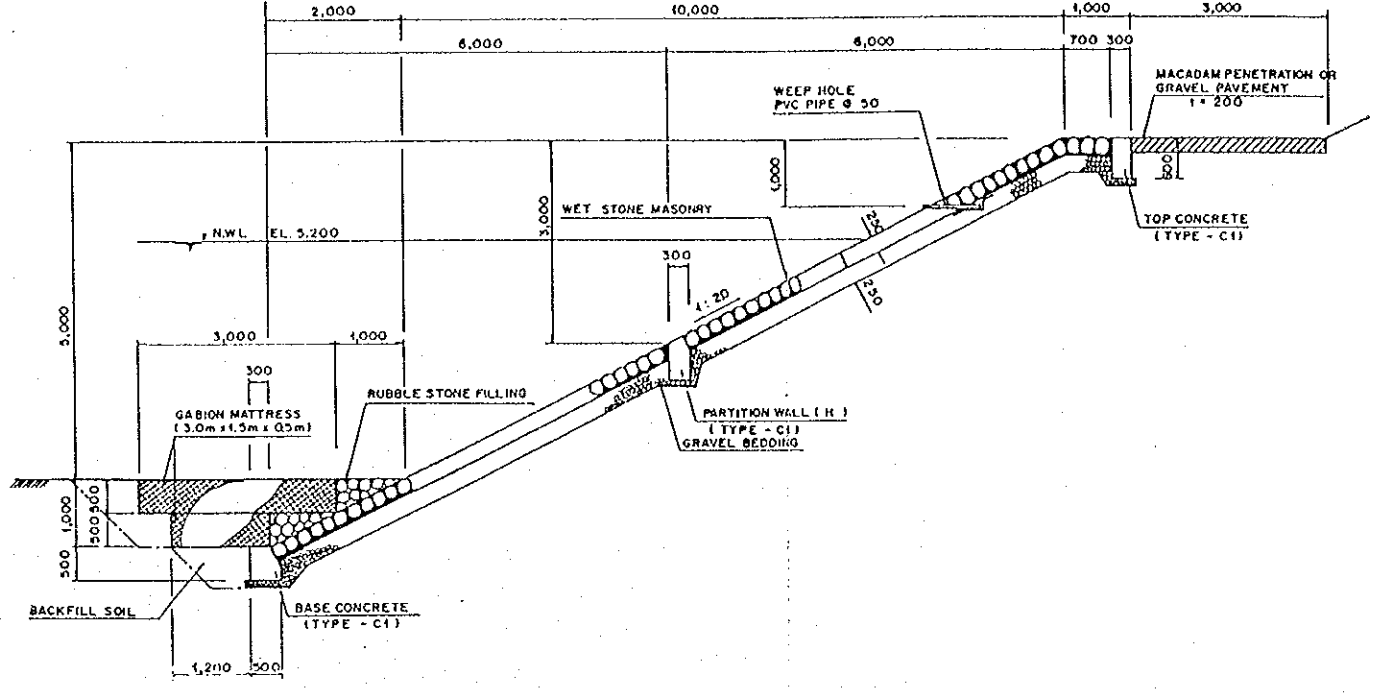 2,000 10,000 1,000 3,000
6,000 6,000 700 300
MACADAM PENETRATION OR
GRAVEL PAVEMENT
t = 200
WEEP HOLE
PVC PIPE @ 50
1,000
3,000
WET STONE MASONRY
250
TOP CONCRETE
(TYPE - C1)
N.W.L EL. 5.200
300
1:2.0
250
5,000
3,000 1,000
300
RUBBLE STONE FILLING
GABION MATTRESS
(3.0m x 1.5m x 0.5m)
PARTITION WALL (H)
(TYPE - C1)
GRAVEL BEDDING
1,000
500 500
500
BACKFILL SOIL
BASE CONCRETE
(TYPE - C1)
1,200 500